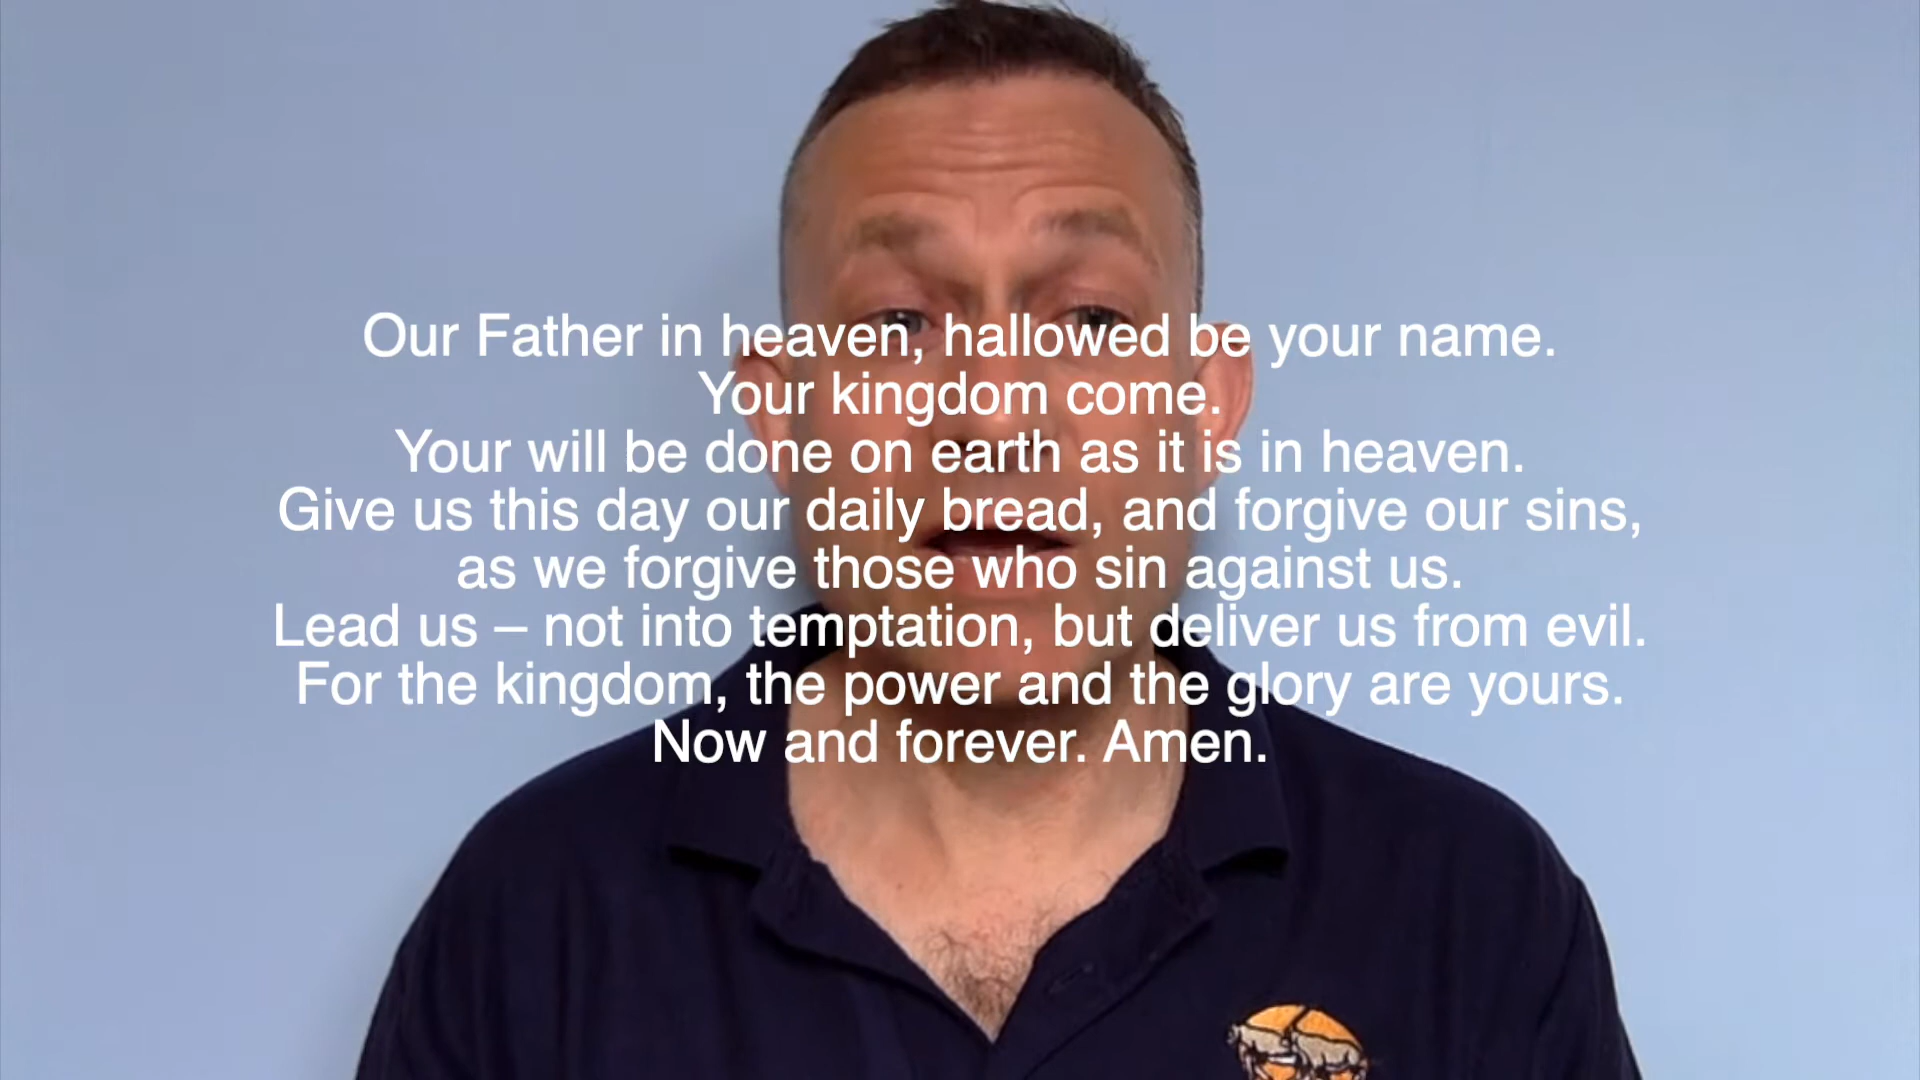 Our Father in heaven, hallowed be your name.
Your kingdom come.
Your will be done on earth as it is in heaven.
Give us this day our daily bread, and forgive our sins,
as we forgive those who sin against us.
Lead us – not into temptation, but deliver us from evil.
For the kingdom, the power and the glory are yours.
Now and forever. Amen.